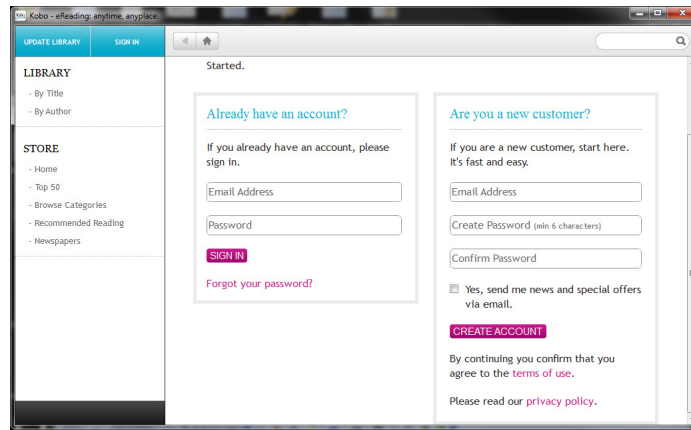 Kobo - eReading: anytime, anyplace.
UPDATE LIBRARY
SIGN IN
LIBRARY
- By Title
- By Author
STORE
- Home
- Top 50
- Browse Categories
- Recommended Reading
- Newspapers
Started.
Already have an account?
If you already have an account, please
sign in.
Email Address
Password
SIGN IN
Forgot your password?
Are you a new customer?
If you are a new customer, start here.
It's fast and easy.
Email Address
Create Password (min 6 characters)
Confirm Password
Yes, send me news and special offers
via email.
CREATE ACCOUNT
By continuing you confirm that you
agree to the terms of use.
Please read our privacy policy.